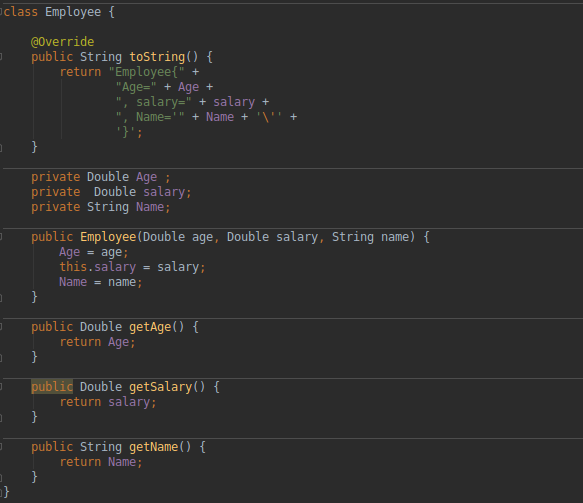 class Employee {
@Override
public String toString() {
return "Employee{" +
"Age=" + Age +
", salary=" + salary +
", Name='" + Name + '\'' +
'}';
}
private Double Age ;
private  Double salary;
private String Name;
public Employee(Double age, Double salary, String name) {
Age = age;
this.salary = salary;
Name = name;
}
public Double getAge() {
return Age;
}
public Double getSalary() {
return salary;
}
public String getName() {
return Name;
}
}